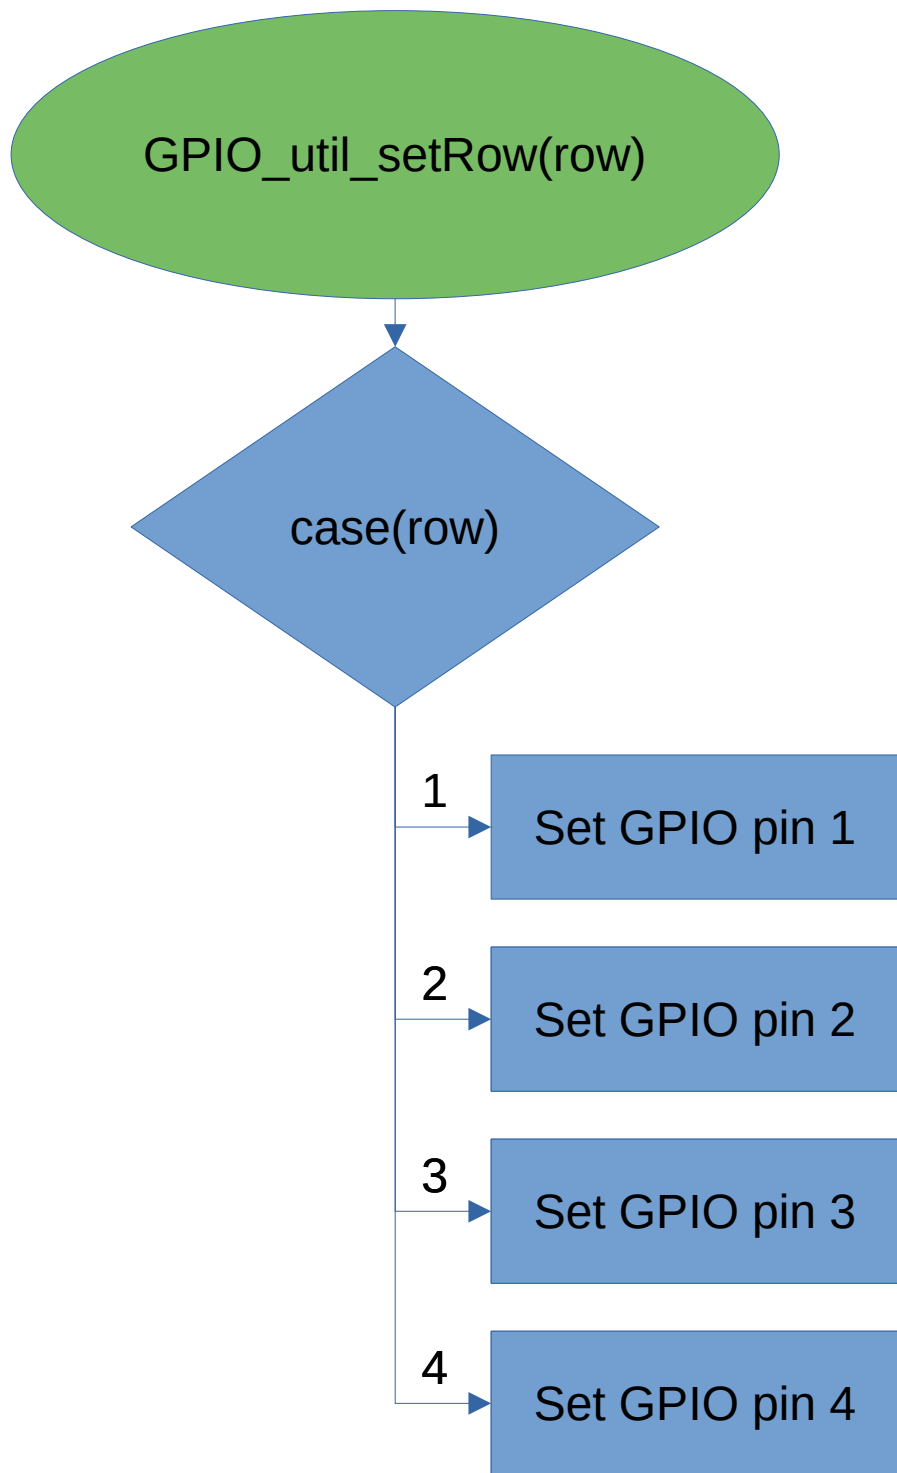 GPIO_util_setRow(row)
case(row)
1
Set GPIO pin 1
2
Set GPIO pin 2
3
Set GPIO pin 3
4
Set GPIO pin 4